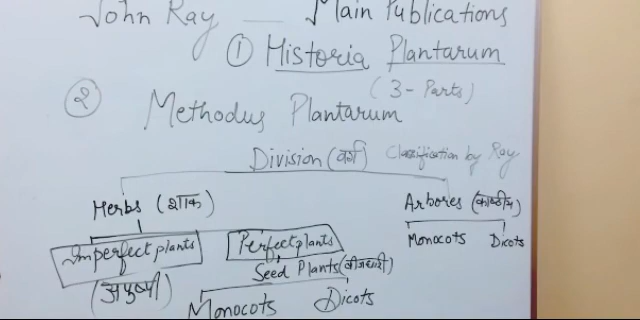 John Ray — Main Publications
① Historia Plantarum
(3-Parts)
② Methodus Plantarum
Division (वर्ग) Classification by Ray
Herbs (शाक) Arbores (काष्ठीय)
Monocots Dicots
Imperfect plants Perfect plants
(अपुष्पी) Seed Plants (बीजधारी)
Monocots Dicots